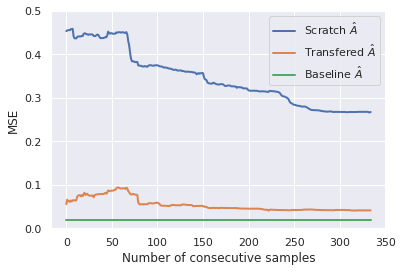 0.5
0.4
0.3
0.2
0.1
0.0
MSE
Scratch Â
Transfered Â
Baseline Â
0 50 100 150 200 250 300 350
Number of consecutive samples